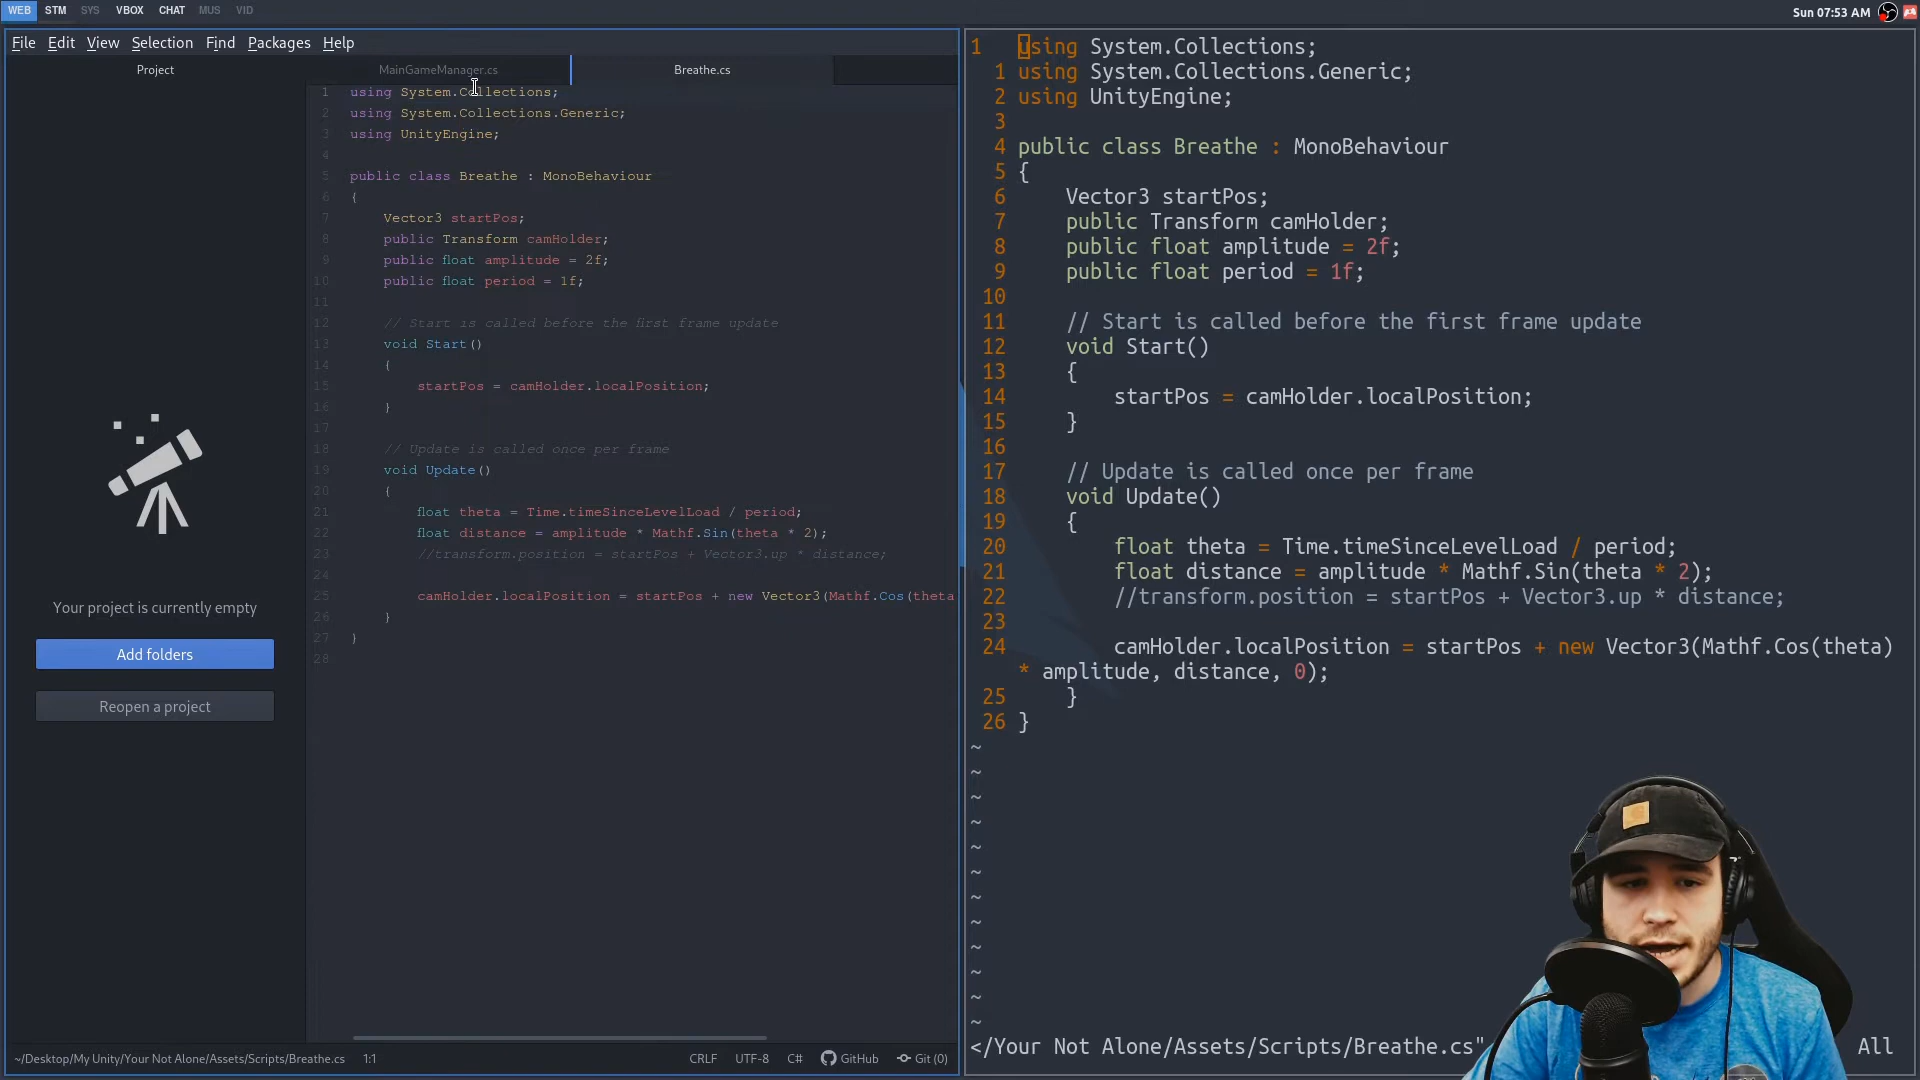 WEB STM SYS VBOX CHAT MUS VID
Sun 07:53 AM
File Edit View Selection Find Packages Help
Project
MainGameManager.cs
Breathe.cs
1 using System.Collections;
2 using System.Collections.Generic;
3 using UnityEngine;
4
5 public class Breathe : MonoBehaviour
6 {
7 Vector3 startPos;
8 public Transform camHolder;
9 public float amplitude = 2f;
10 public float period = 1f;
11
12 // Start is called before the first frame update
13 void Start()
14 {
15 startPos = camHolder.localPosition;
16 }
17
18 // Update is called once per frame
19 void Update()
20 {
21 float theta = Time.timeSinceLevelLoad / period;
22 float distance = amplitude * Mathf.Sin(theta * 2);
23 //transform.position = startPos + Vector3.up * distance;
24
25 camHolder.localPosition = startPos + new Vector3(Mathf.Cos(theta
26 }
27 }
28
Your project is currently empty
Add folders
Reopen a project
~/Desktop/My Unity/Your Not Alone/Assets/Scripts/Breathe.cs 1:1
CRLF UTF-8 C# GitHub Git (0)
1 using System.Collections;
1 using System.Collections.Generic;
2 using UnityEngine;
3
4 public class Breathe : MonoBehaviour
5 {
6 Vector3 startPos;
7 public Transform camHolder;
8 public float amplitude = 2f;
9 public float period = 1f;
10
11 // Start is called before the first frame update
12 void Start()
13 {
14 startPos = camHolder.localPosition;
15 }
16
17 // Update is called once per frame
18 void Update()
19 {
20 float theta = Time.timeSinceLevelLoad / period;
21 float distance = amplitude * Mathf.Sin(theta * 2);
22 //transform.position = startPos + Vector3.up * distance;
23
24 camHolder.localPosition = startPos + new Vector3(Mathf.Cos(theta)
* amplitude, distance, 0);
25 }
26 }
~
~
~
~
~
~
~
~
~
~
~
~
</Your Not Alone/Assets/Scripts/Breathe.cs" All